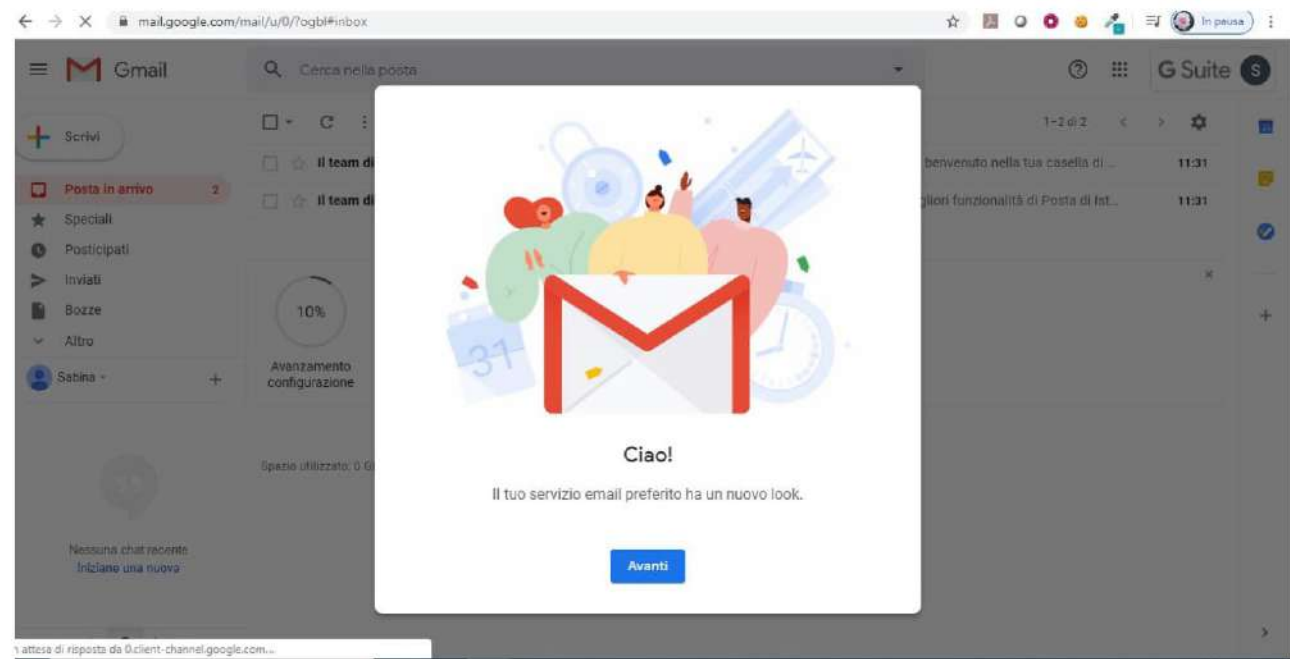 mail.google.com/mail/u/0/?ogbl#inbox
In pausa
Gmail
Cerca nella posta
G Suite
S
Scrivi
1–2 di 2
Il team di
benvenuto nella tua casella di ...
11:31
Posta in arrivo
2
Il team di
gliori funzionalità di Posta di Ist...
11:31
Speciali
Posticipati
Inviati
Bozze
Altro
10%
31
Avanzamento
configurazione
Sabina
Ciao!
Spazio utilizzato: 0 G
Il tuo servizio email preferito ha un nuovo look.
Nessuna chat recente
Iniziane una nuova
Avanti
n attesa di risposta da 0.client-channel.google.com...